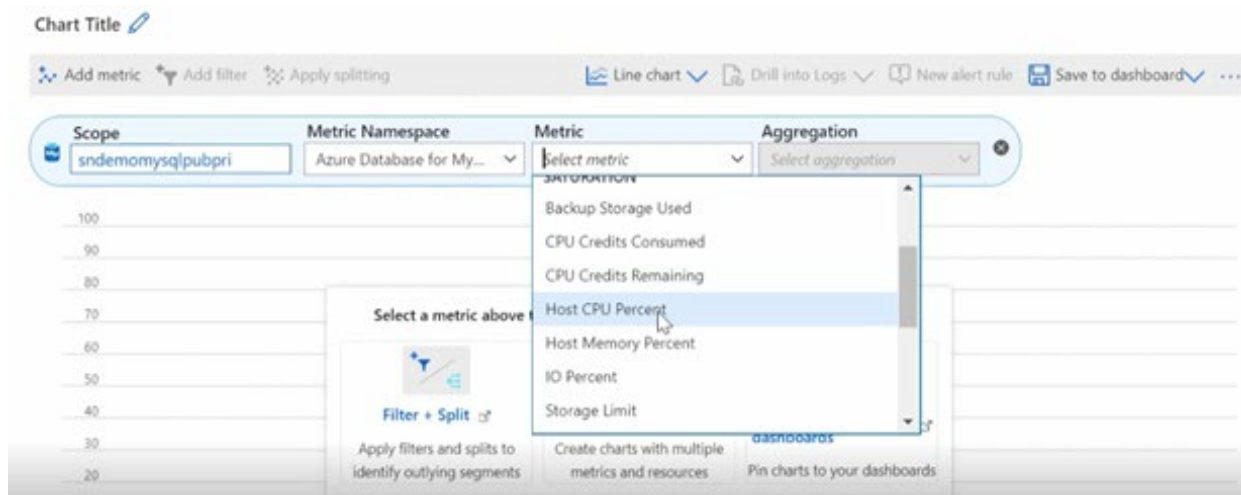 Chart Title
Add metric Add filter Apply splitting Line chart Drill into Logs New alert rule Save to dashboard ...
Scope Metric Namespace Metric Aggregation
sndemomysqlpubpri Azure Database for My... Select metric Select aggregation
SATURATION
100
Backup Storage Used
90
CPU Credits Consumed
80
CPU Credits Remaining
70
Select a metric above
Host CPU Percent
60
Host Memory Percent
50
IO Percent
40
Filter + Split
Storage Limit
30
dashboards
Apply filters and splits to
identify outlying segments
Create charts with multiple
metrics and resources
Pin charts to your dashboards
20